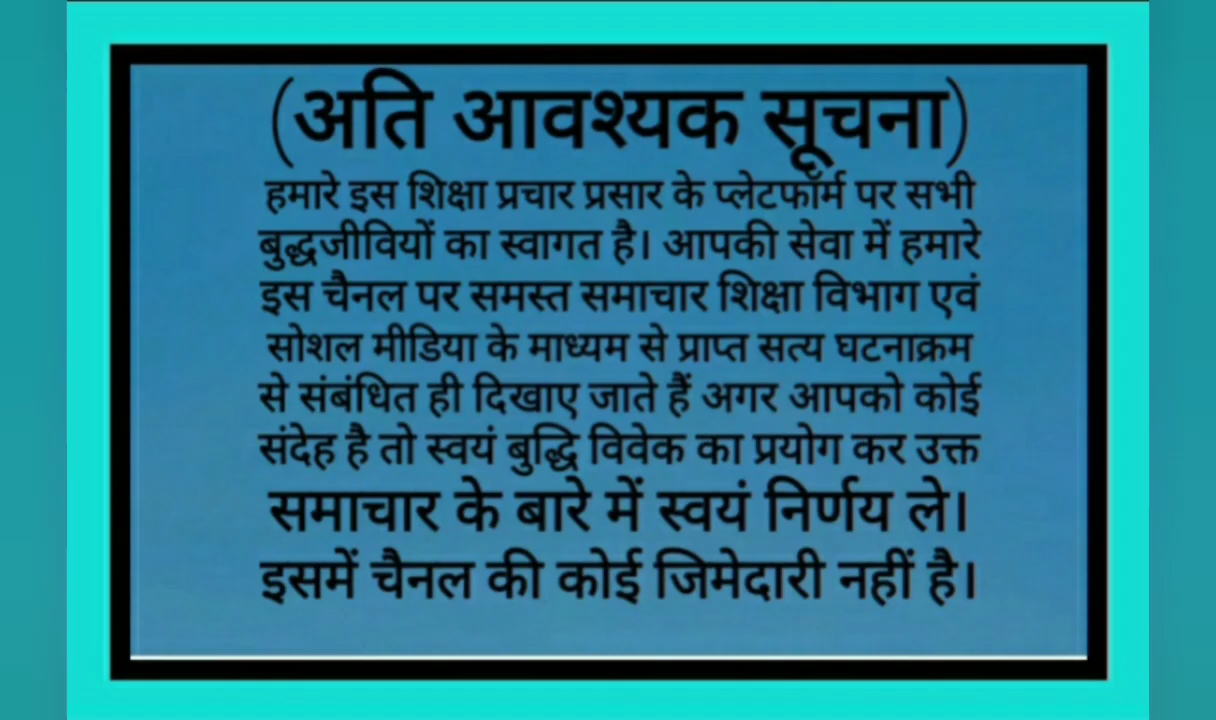 (अति आवश्यक सूचना)
हमारे इस शिक्षा प्रचार प्रसार के प्लेटफॉर्म पर सभी
बुद्धजीवियों का स्वागत है। आपकी सेवा में हमारे
इस चैनल पर समस्त समाचार शिक्षा विभाग एवं
सोशल मीडिया के माध्यम से प्राप्त सत्य घटनाक्रम
से संबंधित ही दिखाए जाते हैं अगर आपको कोई
संदेह है तो स्वयं बुद्धि विवेक का प्रयोग कर उक्त
समाचार के बारे में स्वयं निर्णय ले।
इसमें चैनल की कोई जिमेदारी नहीं है।